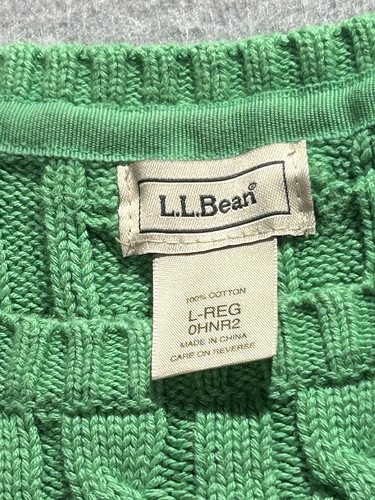 L.L.Bean®
100% COTTON
L-REG
0HNR2
MADE IN CHINA
CARE ON REVERSE